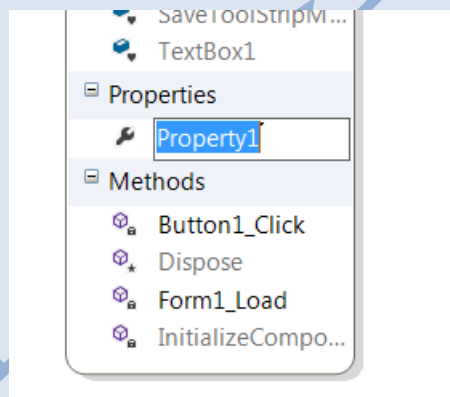 SaveToolStripM...
TextBox1
Properties
Property1
Methods
Button1_Click
Dispose
Form1_Load
InitializeCompo...